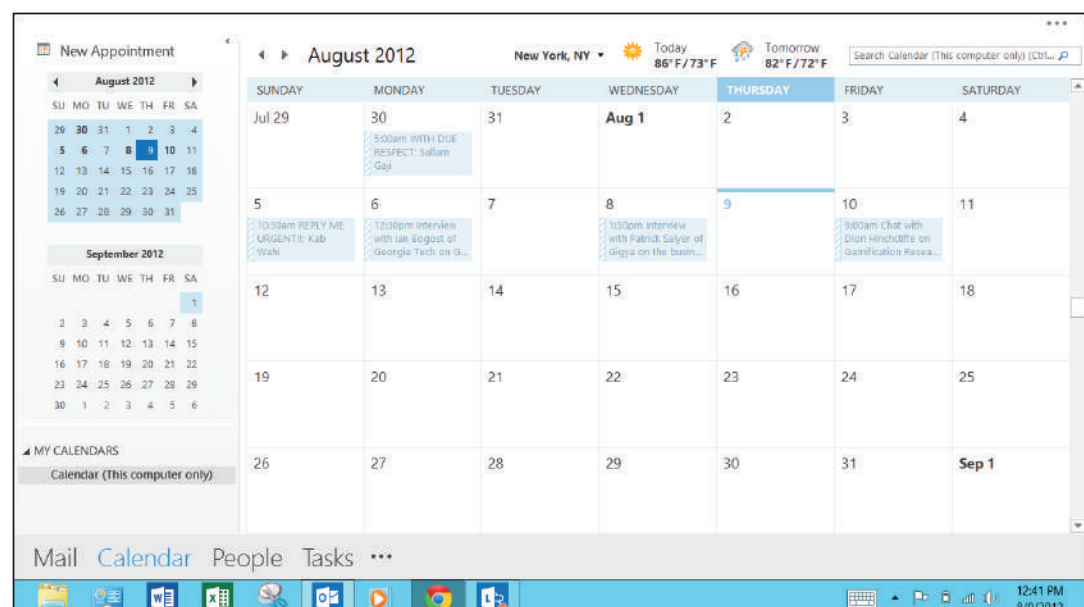 New Appointment
August 2012
SU MO TU WE TH FR SA
29 30 31 1 2 3 4
5 6 7 8 9 10 11
12 13 14 15 16 17 18
19 20 21 22 23 24 25
26 27 28 29 30 31
September 2012
SU MO TU WE TH FR SA
1
2 3 4 5 6 7 8
9 10 11 12 13 14 15
16 17 18 19 20 21 22
23 24 25 26 27 28 29
30 1 2 3 4 5 6
MY CALENDARS
Calendar (This computer only)
August 2012
New York, NY
Today
86°F/73°F
Tomorrow
82°F/72°F
Search Calendar (This computer only) (Ctrl...
SUNDAY MONDAY TUESDAY WEDNESDAY THURSDAY FRIDAY SATURDAY
Jul 29 30 31 Aug 1 2 3 4
5:00am WITH DUE
RESPECT: Sallam
Gaji
5 6 7 8 9 10 11
10:30am REPLY ME
URGENT!!: Kab
Wahi
12:30pm Interview
with Ian Bogost of
Georgia Tech on G...
1:30pm Interview
with Patrick Salyer of
Gigya on the busin...
9:00am Chat with
Dion Hinchcliffe on
Gamification Resea...
12 13 14 15 16 17 18
19 20 21 22 23 24 25
26 27 28 29 30 31 Sep 1
Mail Calendar People Tasks •••
12:41 PM
8/9/2012